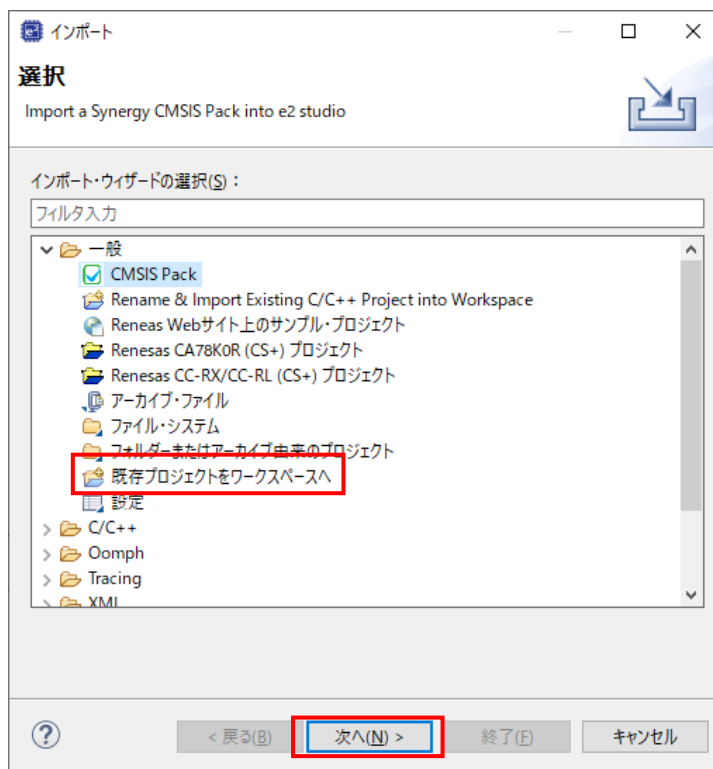 インポート
選択
Import a Synergy CMSIS Pack into e2 studio
インポート・ウィザードの選択(S)：
フィルタ入力
一般
CMSIS Pack
Rename & Import Existing C/C++ Project into Workspace
Reneas Webサイト上のサンプル・プロジェクト
Renesas CA78K0R (CS+) プロジェクト
Renesas CC-RX/CC-RL (CS+) プロジェクト
アーカイブ・ファイル
ファイル・システム
フォルダーまたはアーカイブ由来のプロジェクト
既存プロジェクトをワークスペースへ
設定
C/C++
Oomph
Tracing
XML
< 戻る(B) 次へ(N) > 終了(F) キャンセル